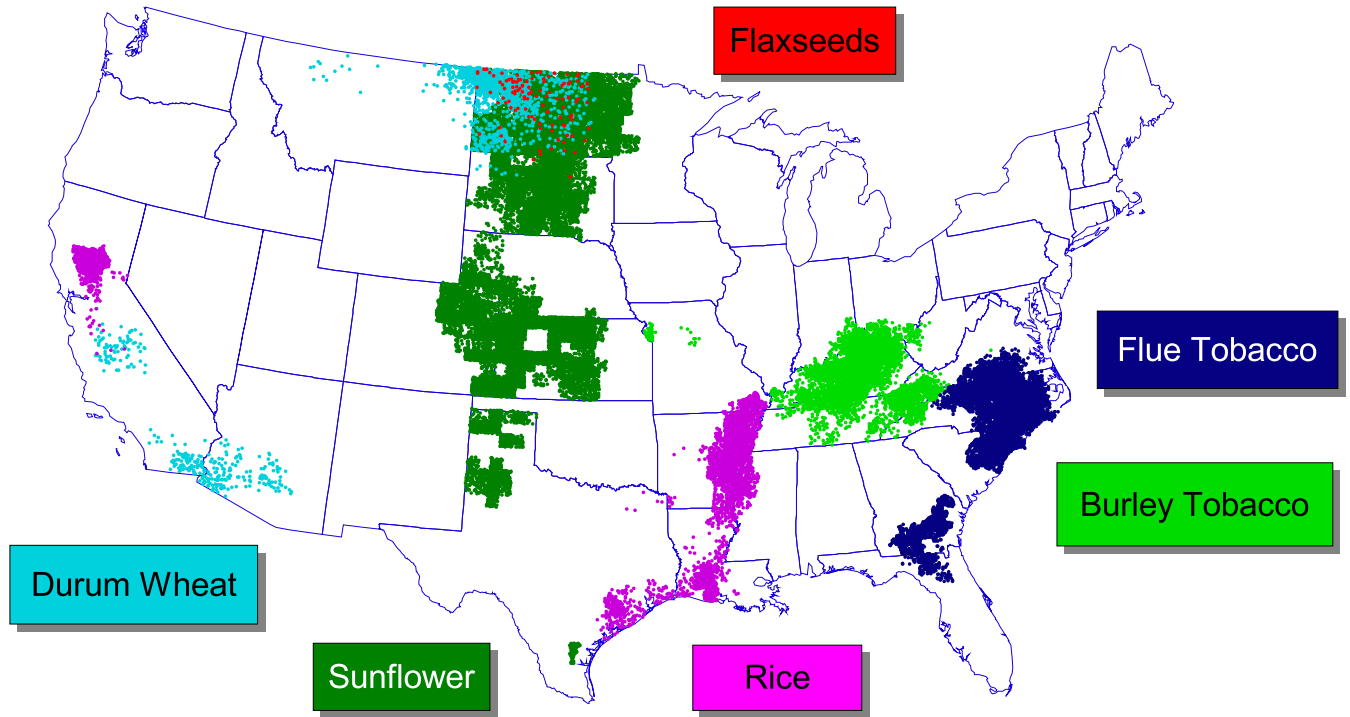 Flaxseeds
Flue Tobacco
Burley Tobacco
Durum Wheat
Sunflower
Rice